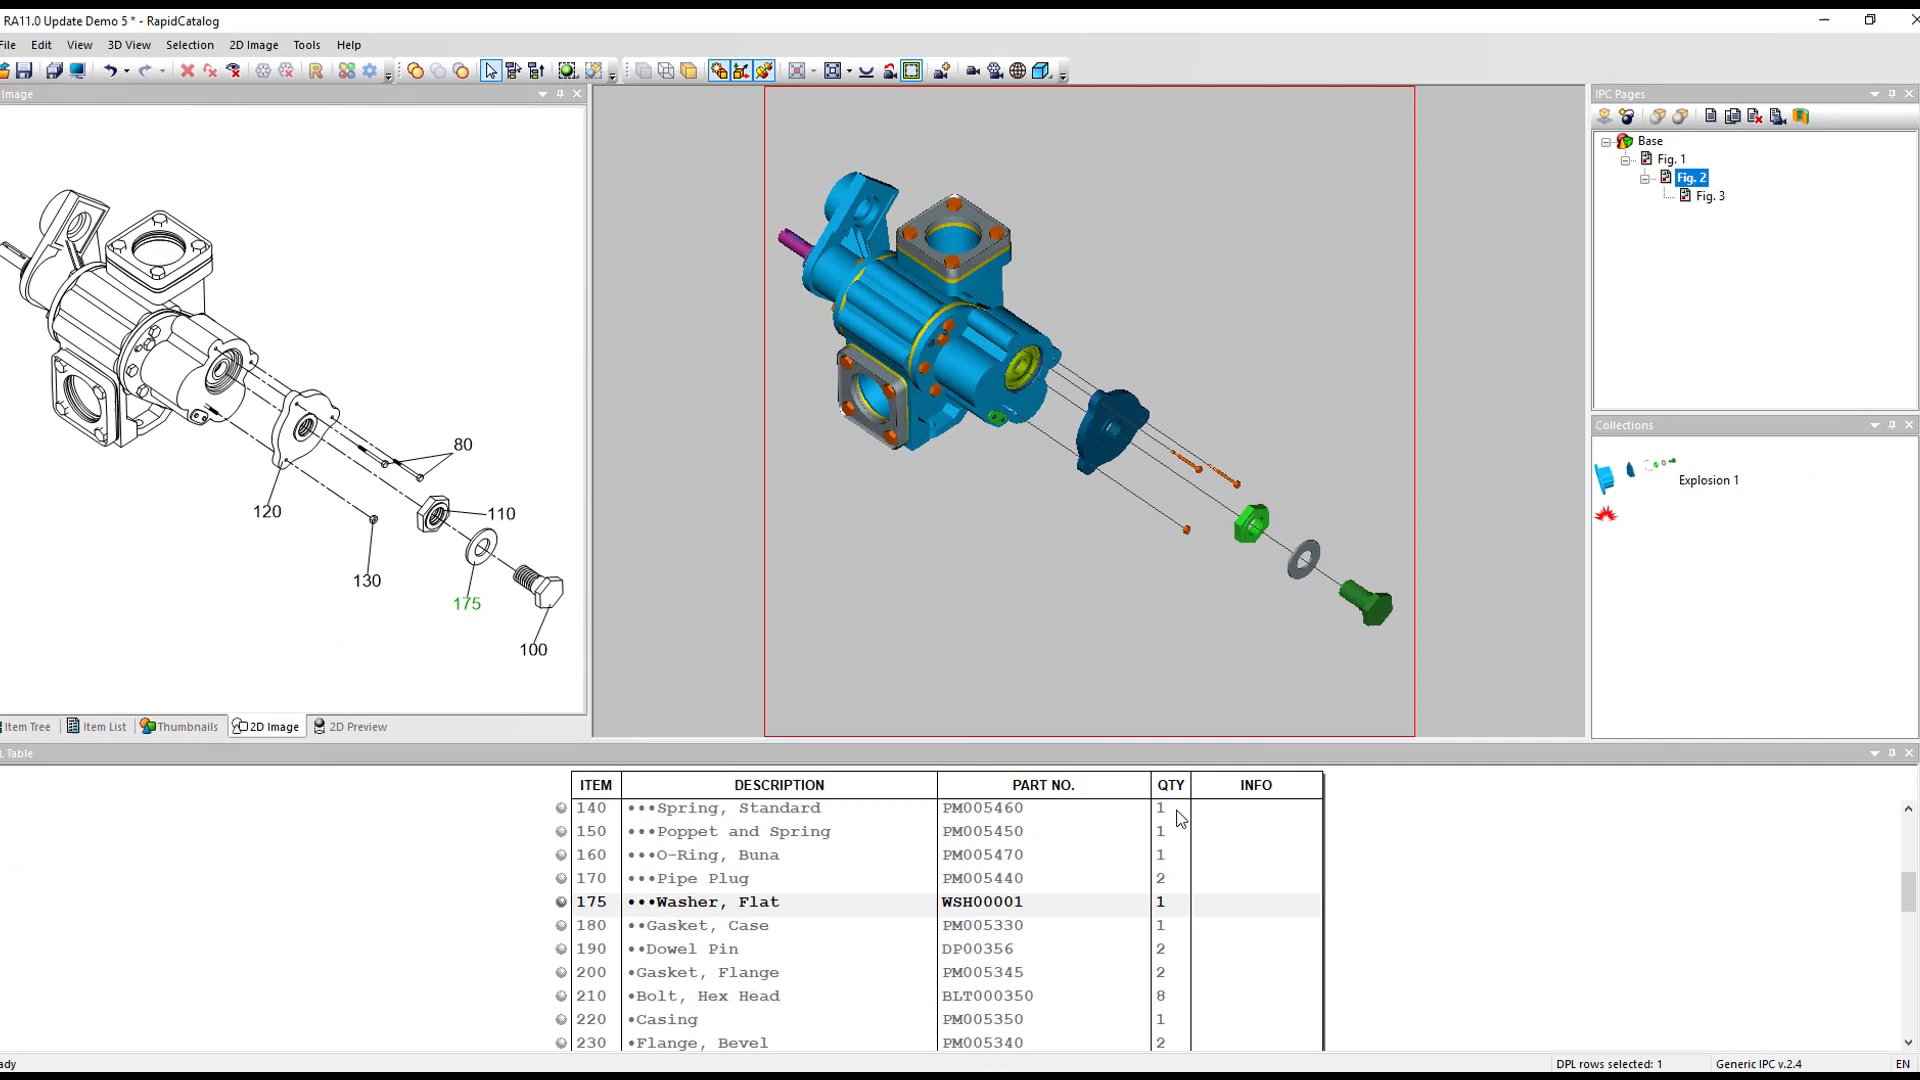 RA11.0 Update Demo 5 * - RapidCatalog
File Edit View 3D View Selection 2D Image Tools Help
Image
IPC Pages
Base
Fig. 1
Fig. 2
Fig. 3
80
110
120
130
175
100
Collections
Explosion 1
Item Tree Item List Thumbnails 2D Image 2D Preview
Table
ITEM DESCRIPTION PART NO. QTY INFO
140 •••Spring, Standard PM005460 1
150 •••Poppet and Spring PM005450 1
160 •••O-Ring, Buna PM005470 1
170 •••Pipe Plug PM005440 2
175 •••Washer, Flat WSH00001 1
180 ••Gasket, Case PM005330 1
190 ••Dowel Pin DP00356 2
200 •Gasket, Flange PM005345 2
210 •Bolt, Hex Head BLT000350 8
220 •Casing PM005350 1
230 •Flange, Bevel PM005340 2
ady DPL rows selected: 1 Generic IPC v.2.4 EN